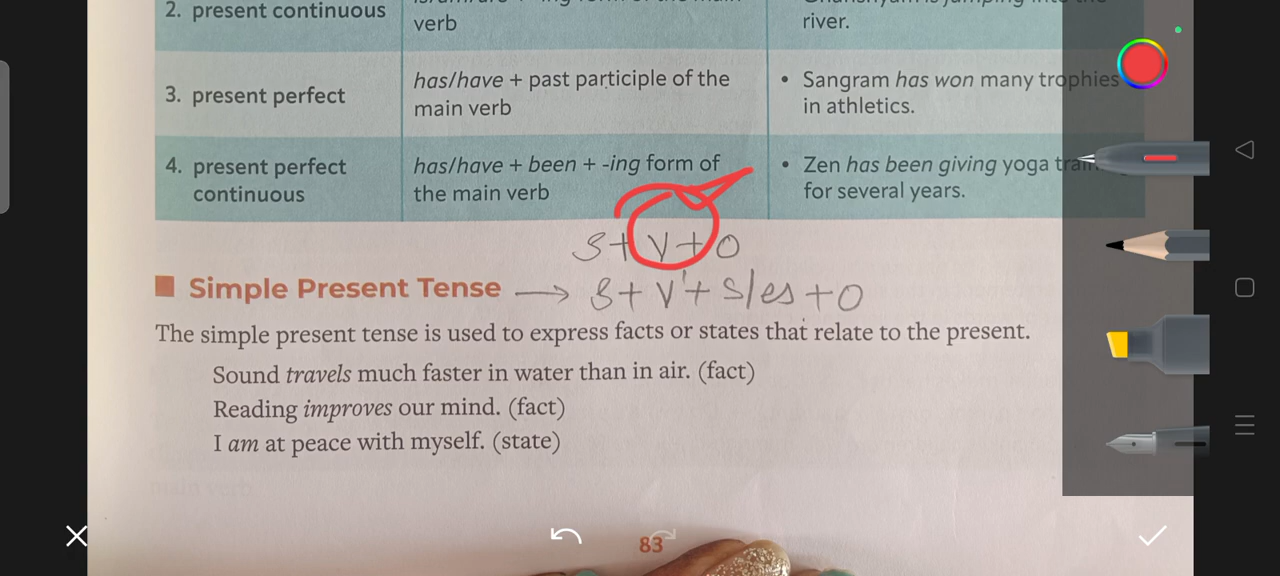 2. present continuous
verb
river.
3. present perfect
has/have + past participle of the
main verb
• Sangram has won many trophies
in athletics.
4. present perfect
continuous
has/have + been + -ing form of
the main verb
• Zen has been giving yoga
for several years.
S+V+O
■ Simple Present Tense → S+V'+S/es+O
The simple present tense is used to express facts or states that relate to the present.
Sound travels much faster in water than in air. (fact)
Reading improves our mind. (fact)
I am at peace with myself. (state)
83